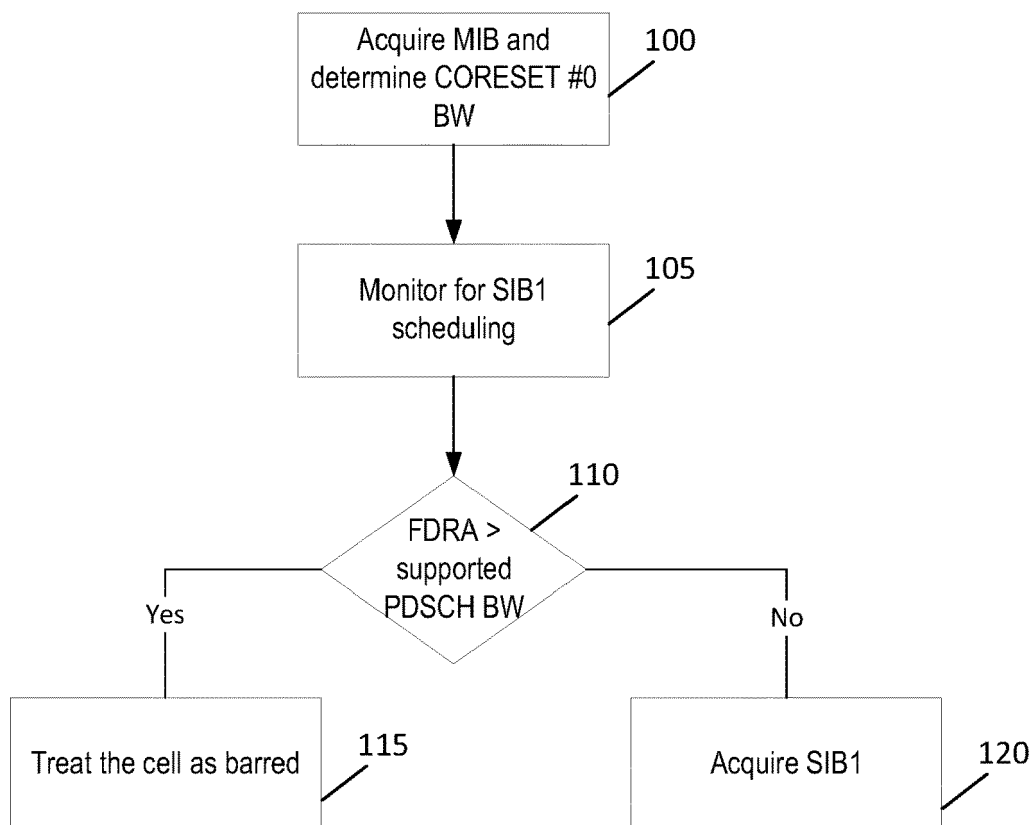 Acquire MIB and
determine CORESET #0
BW
100
Monitor for SIB1
scheduling
105
FDRA >
supported
PDSCH BW
110
Yes
No
Treat the cell as barred
115
Acquire SIB1
120